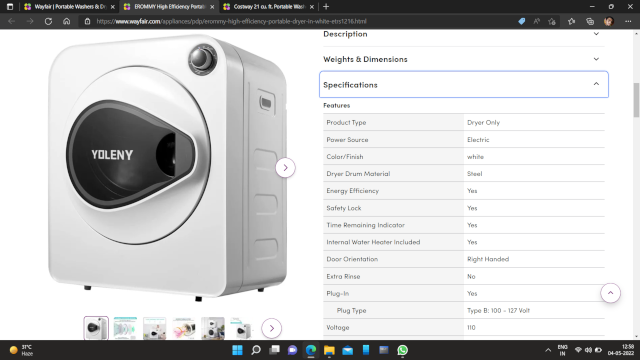 Wayfair | Portable Washers & Dr
EROMMY High Efficiency Portabl
Costway 21 cu. ft. Portable Wash
https://www.wayfair.com/appliances/pdp/erommy-high-efficiency-portable-dryer-in-white-etrs1218.html
YOLENY
Description
Weights & Dimensions
Specifications
Features
Product Type Dryer Only
Power Source Electric
Color/Finish white
Dryer Drum Material Steel
Energy Efficiency Yes
Safety Lock Yes
Time Remaining Indicator Yes
Internal Water Heater Included Yes
Door Orientation Right Handed
Extra Rinse No
Plug-In Yes
Plug Type Type B: 100 - 127 Volt
Voltage 110
31°C
Haze
ENG
IN
12:58
04-05-2022